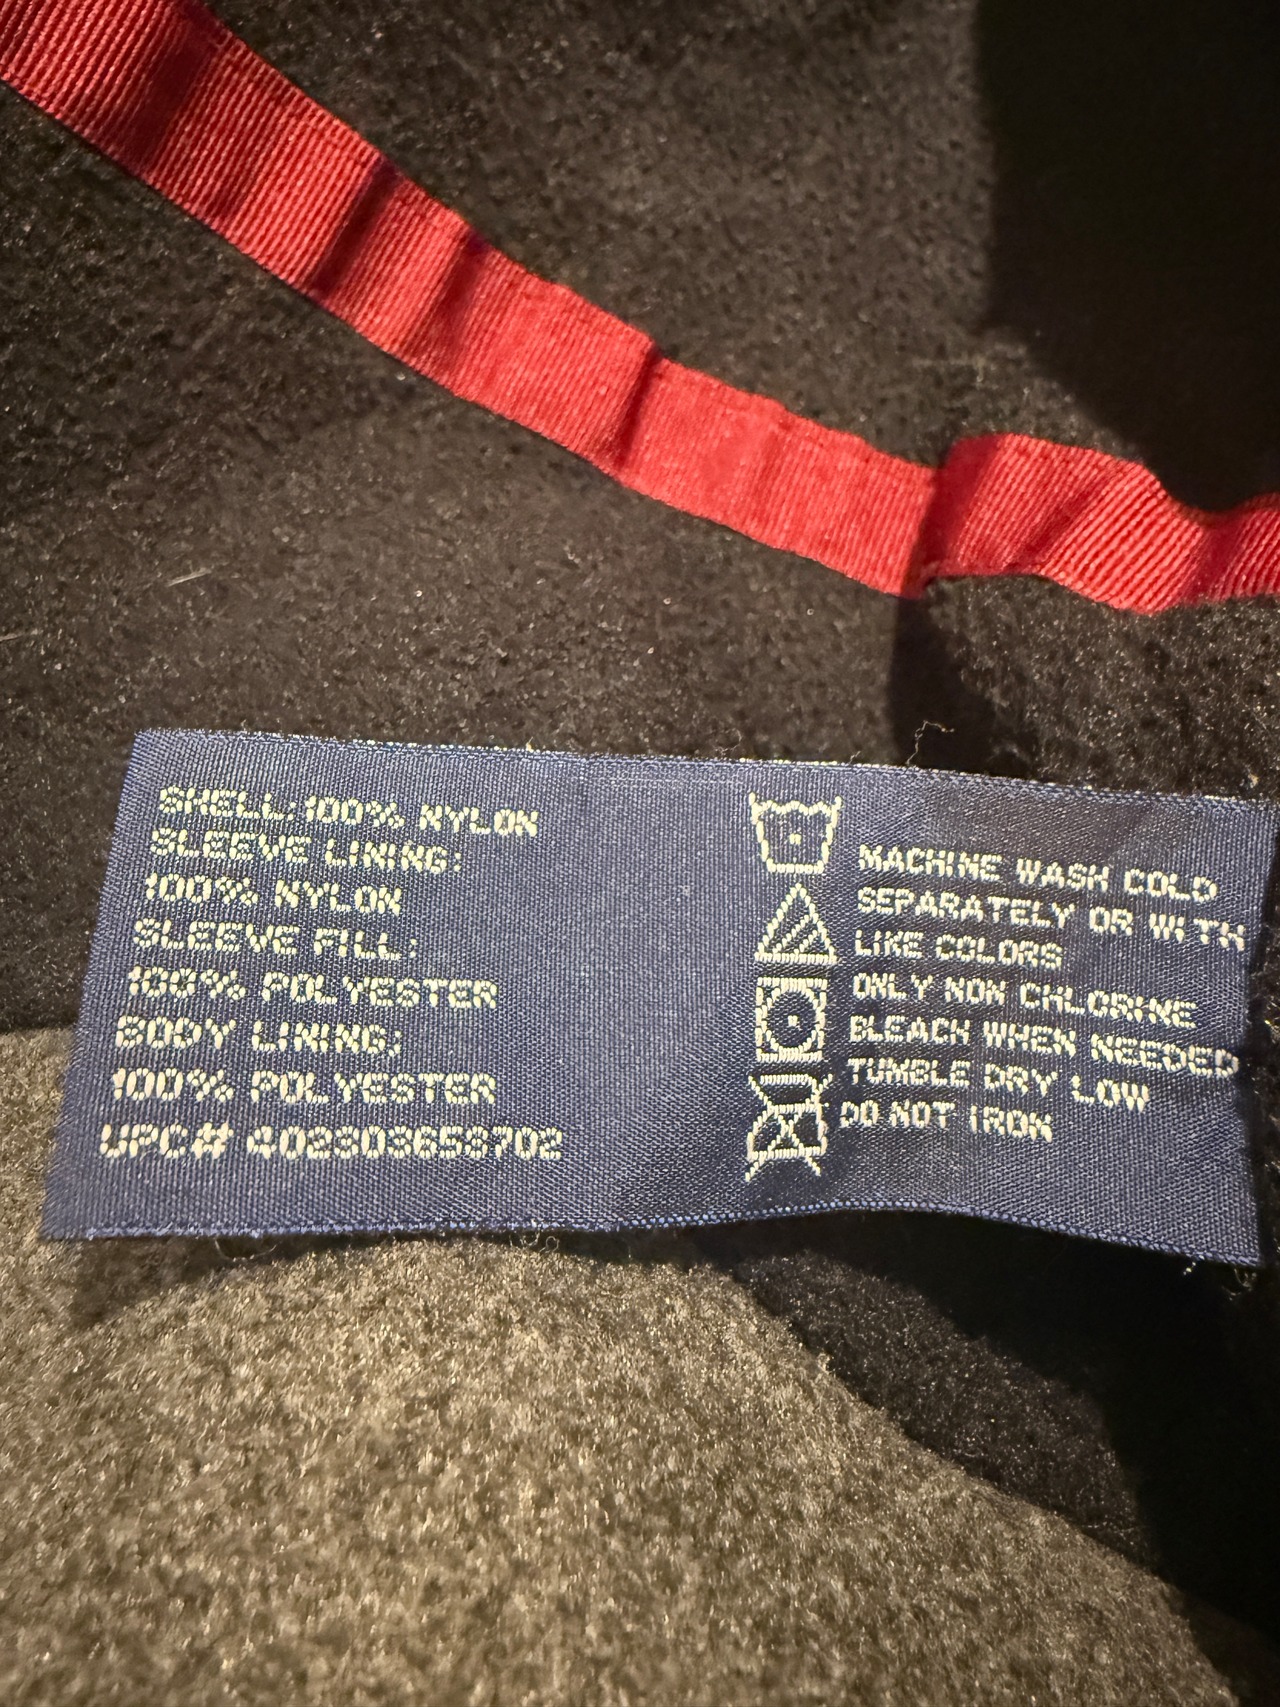 SHELL: 100% NYLON
SLEEVE LINING:
100% NYLON
SLEEVE FILL:
100% POLYESTER
BODY LINING:
100% POLYESTER
UPC# 402303653702
MACHINE WASH COLD
SEPARATELY OR WITH
LIKE COLORS
ONLY NON CHLORINE
BLEACH WHEN NEEDED
TUMBLE DRY LOW
DO NOT IRON